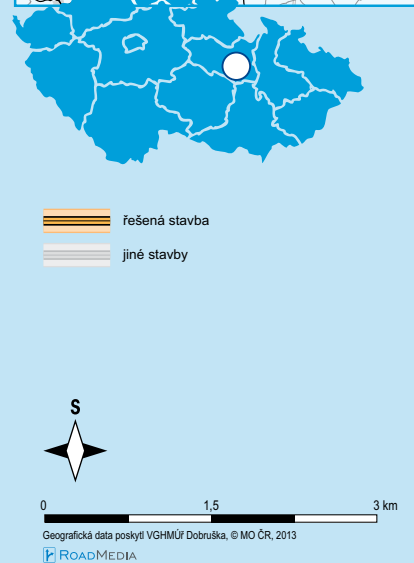 řešená stavba
jiné stavby
S
0 1,5 3 km
Geografická data poskytl VGHMÚř Dobruška, © MO ČR, 2013
ROADMEDIA